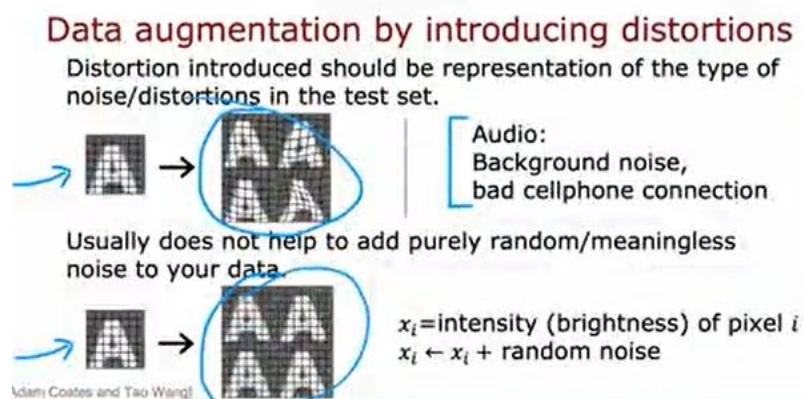 Data augmentation by introducing distortions
Distortion introduced should be representation of the type of
noise/distortions in the test set.
A
→
A A
A A
Audio:
Background noise,
bad cellphone connection
Usually does not help to add purely random/meaningless
noise to your data.
A
→
A A
A A
xᵢ=intensity (brightness) of pixel i
xᵢ ← xᵢ + random noise
Adam Coates and Tao Wang]